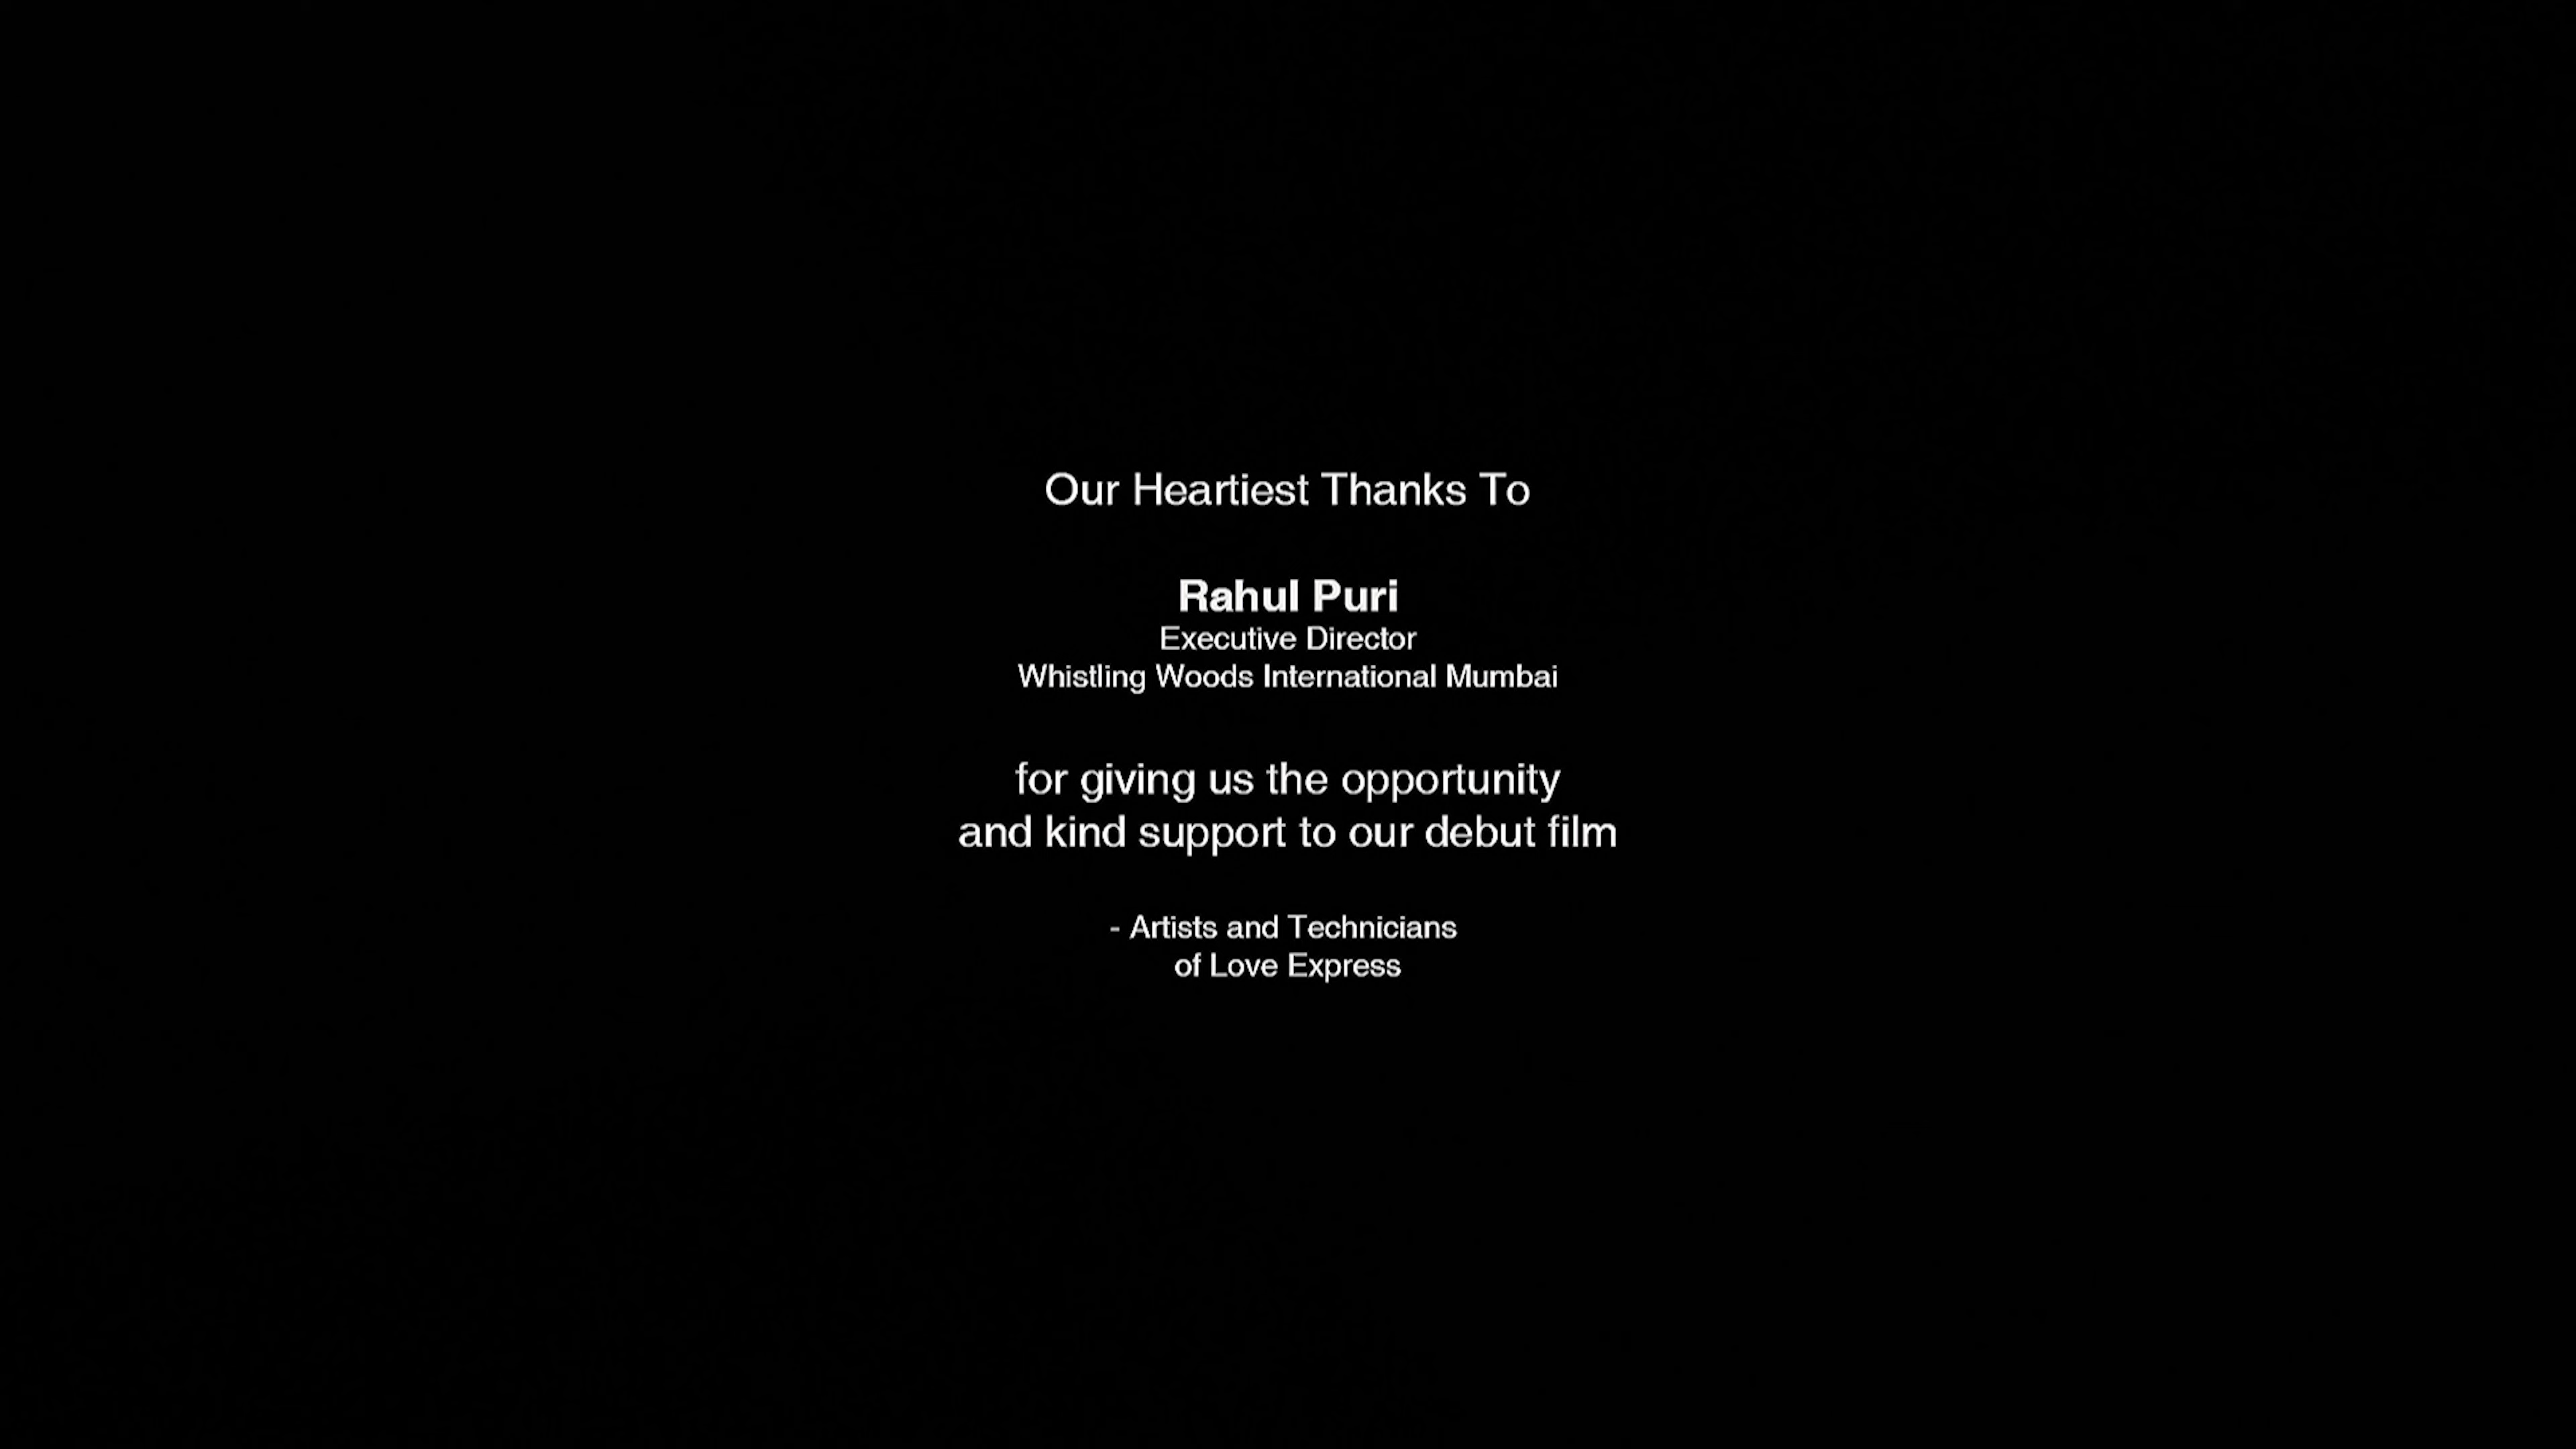 Our Heartiest Thanks To
Rahul Puri
Executive Director
Whistling Woods International Mumbai
for giving us the opportunity
and kind support to our debut film
- Artists and Technicians
of Love Express